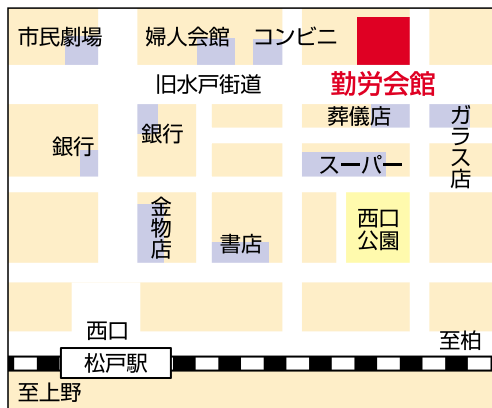 市民劇場
婦人会館
コンビニ
旧水戸街道
勤労会館
葬儀店
ガラス店
銀行
銀行
スーパー
金物店
書店
西口
公園
西口
至柏
松戸駅
至上野